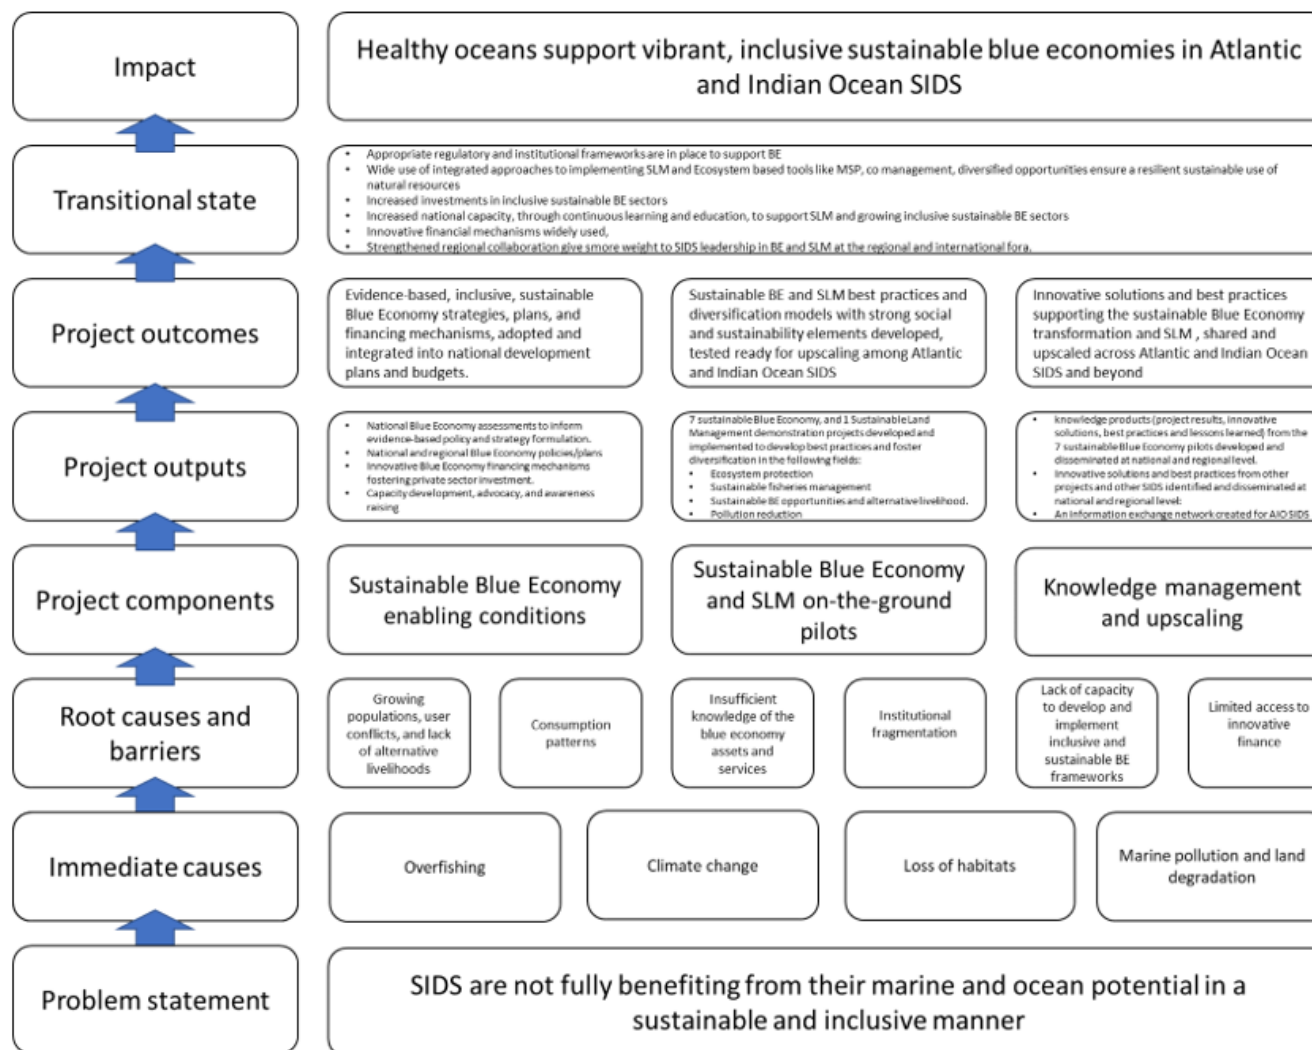 Impact
Healthy oceans support vibrant, inclusive sustainable blue economies in Atlantic
and Indian Ocean SIDS
Transitional state
• Appropriate regulatory and institutional frameworks are in place to support BE
• Wide use of integrated approaches to implementing SLM and Ecosystem based tools like MSP, co management, diversified opportunities ensure a resilient sustainable use of
natural resources
• Increased investments in inclusive sustainable BE sectors
• Increased national capacity, through continuous learning and education, to support SLM and growing inclusive sustainable BE sectors
• Innovative financial mechanisms widely used,
• Strengthened regional collaboration give smore weight to SIDS leadership in BE and SLM at the regional and international fora.
Project outcomes
Evidence-based, inclusive, sustainable
Blue Economy strategies, plans, and
financing mechanisms, adopted and
integrated into national development
plans and budgets.
Sustainable BE and SLM best practices and
diversification models with strong social
and sustainability elements developed,
tested ready for upscaling among Atlantic
and Indian Ocean SIDS
Innovative solutions and best practices
supporting the sustainable Blue Economy
transformation and SLM , shared and
upscaled across Atlantic and Indian Ocean
SIDS and beyond
Project outputs
• National Blue Economy assessments to inform
evidence-based policy and strategy formulation.
• National and regional Blue Economy policies/plans
• Innovative Blue Economy financing mechanisms
fostering private sector investment.
• Capacity development, advocacy, and awareness
raising
7 sustainable Blue Economy, and 1 Sustainable Land
Management demonstration projects developed and
implemented to develop best practices and foster
diversification in the following fields:
• Ecosystem protection
• Sustainable fisheries management
• Sustainable BE opportunities and alternative livelihood.
• Pollution reduction
• knowledge products (project results, innovative
solutions, best practices and lessons learned) from the
7 sustainable Blue Economy pilots developed and
disseminated at national and regional level.
• Innovative solutions and best practices from other
projects and other SIDS identified and disseminated at
national and regional level:
• An information exchange network created for AIO SIDS
Project components
Sustainable Blue Economy
enabling conditions
Sustainable Blue Economy
and SLM on-the-ground
pilots
Knowledge management
and upscaling
Root causes and
barriers
Growing
populations, user
conflicts, and lack
of alternative
livelihoods
Consumption
patterns
Insufficient
knowledge of the
blue economy
assets and
services
Institutional
fragmentation
Lack of capacity
to develop and
implement
inclusive and
sustainable BE
frameworks
Limited access to
innovative
finance
Immediate causes
Overfishing
Climate change
Loss of habitats
Marine pollution and land
degradation
Problem statement
SIDS are not fully benefiting from their marine and ocean potential in a
sustainable and inclusive manner